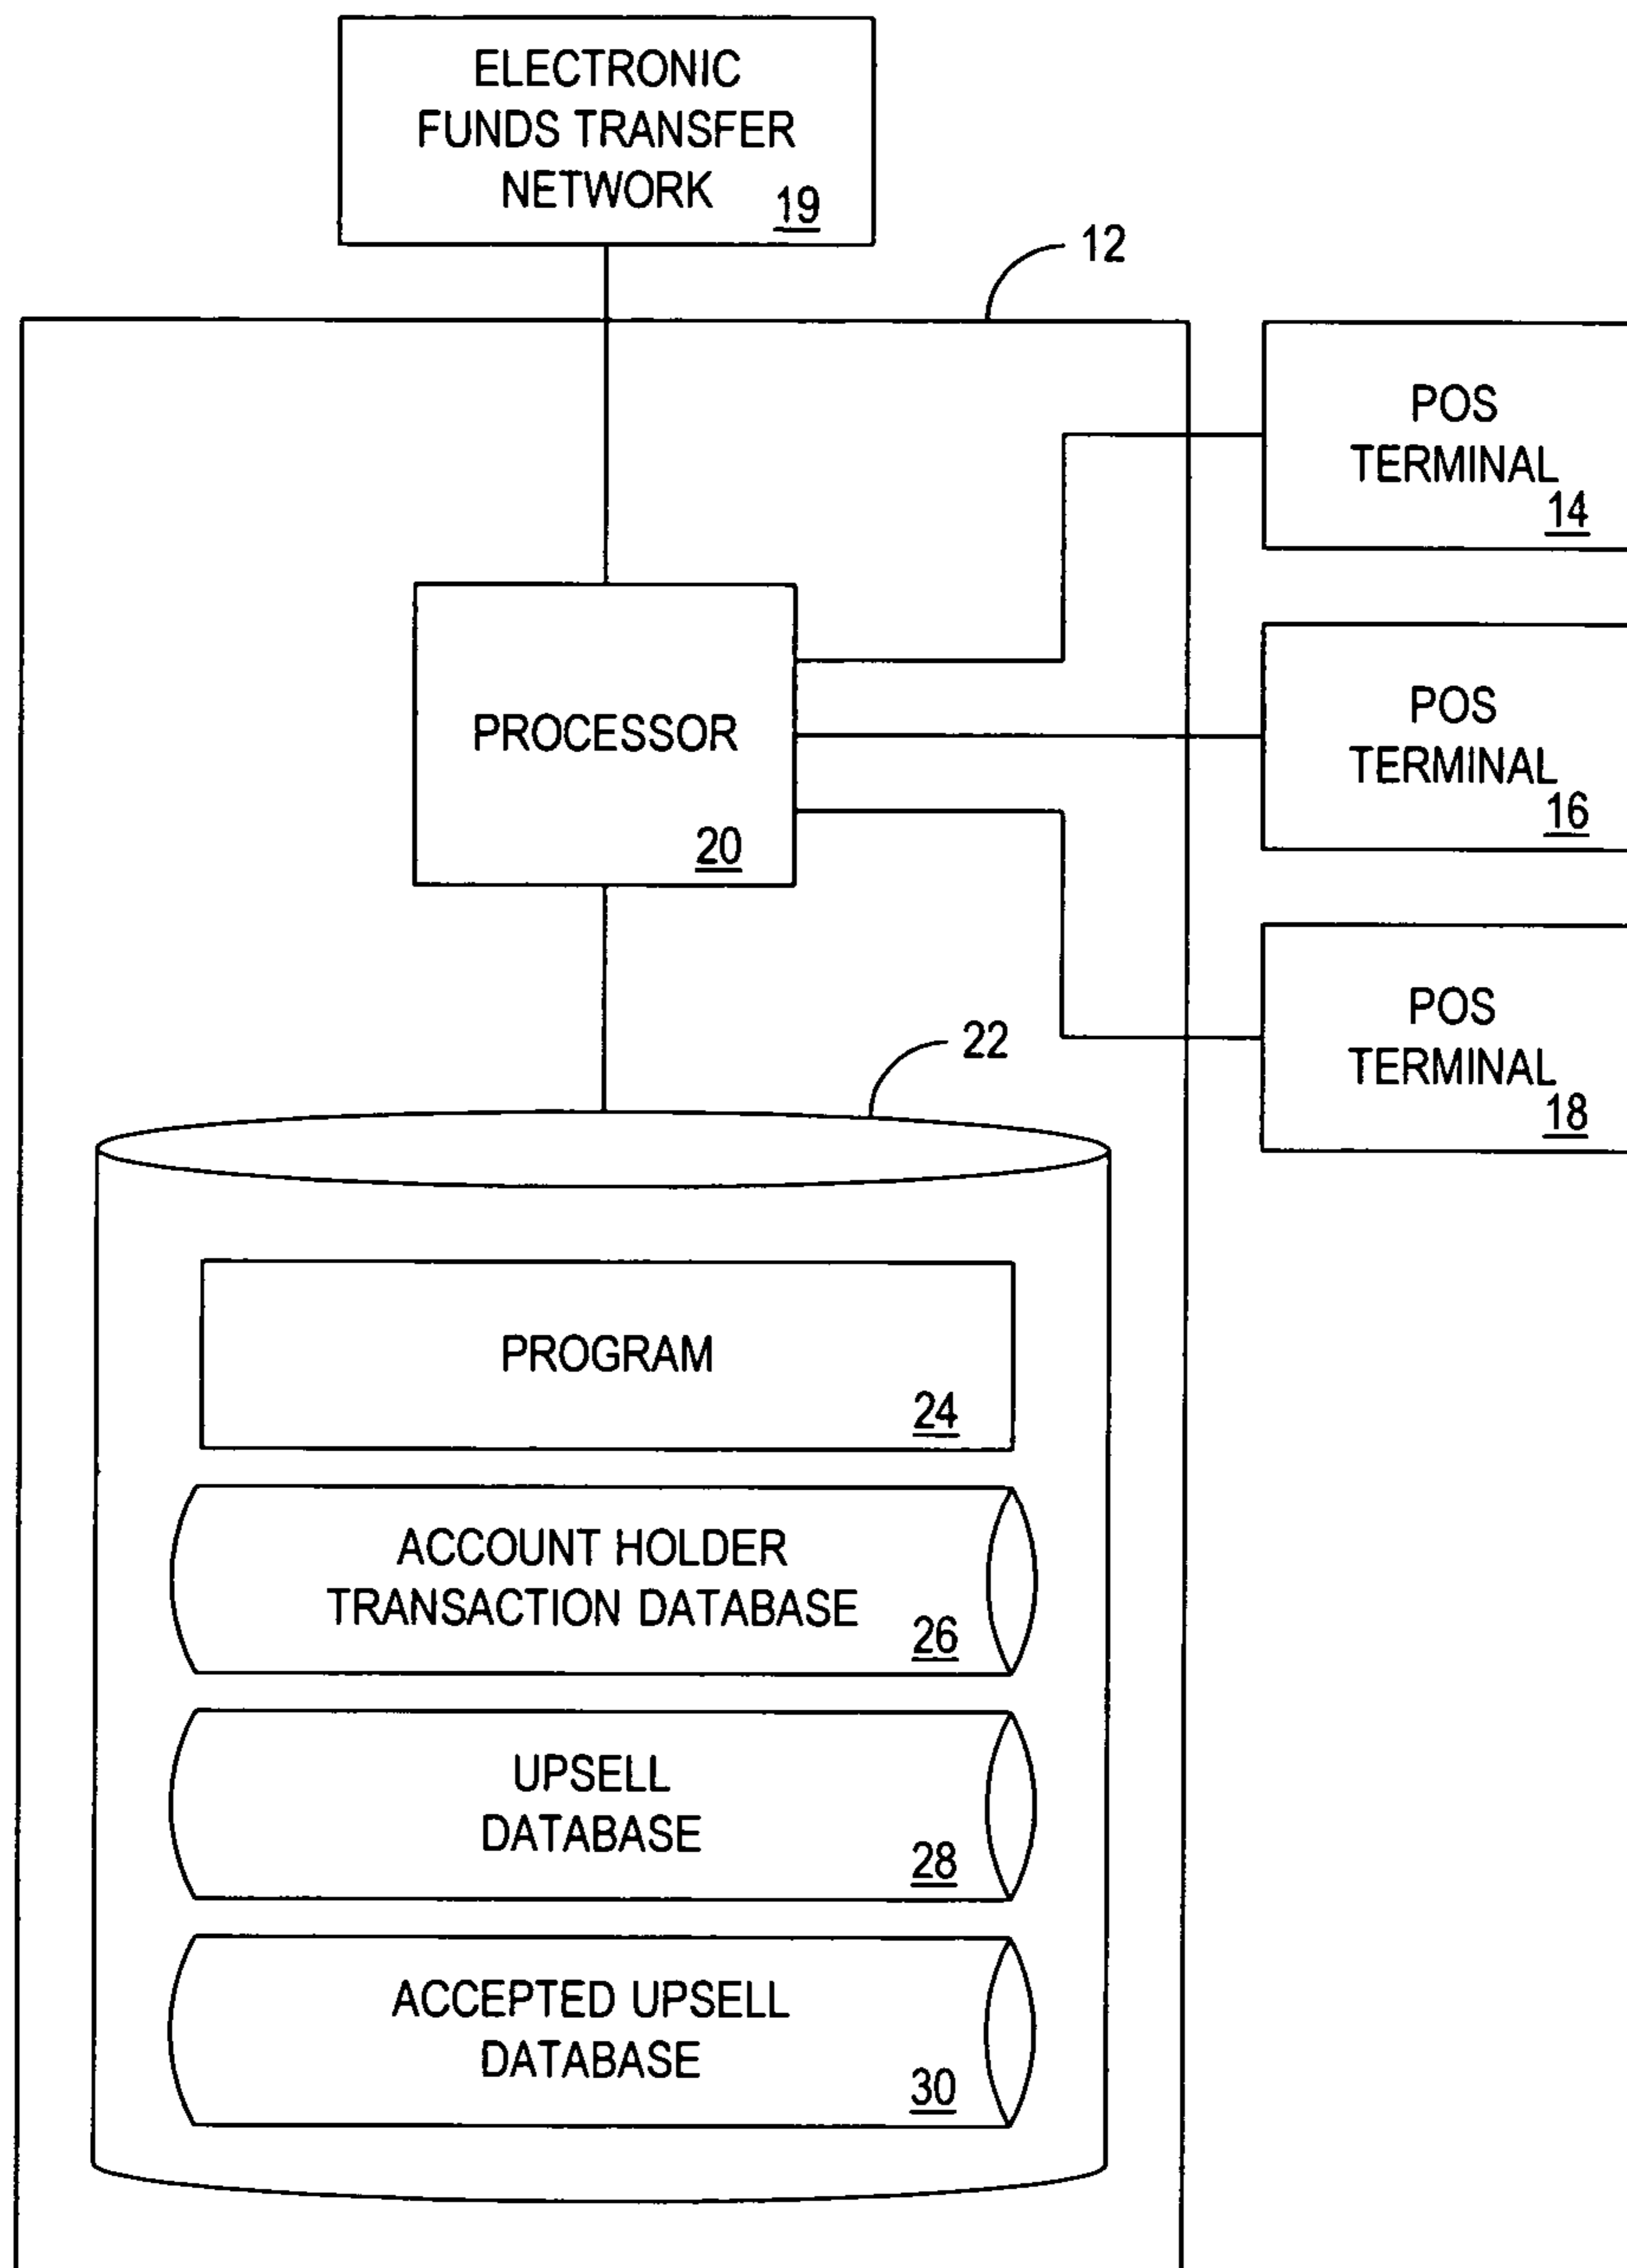 ELECTRONIC
FUNDS TRANSFER
NETWORK
19
12
POS
TERMINAL
14
PROCESSOR
20
POS
TERMINAL
16
POS
TERMINAL
18
22
PROGRAM
24
ACCOUNT HOLDER
TRANSACTION DATABASE
26
UPSELL
DATABASE
28
ACCEPTED UPSELL
DATABASE
30